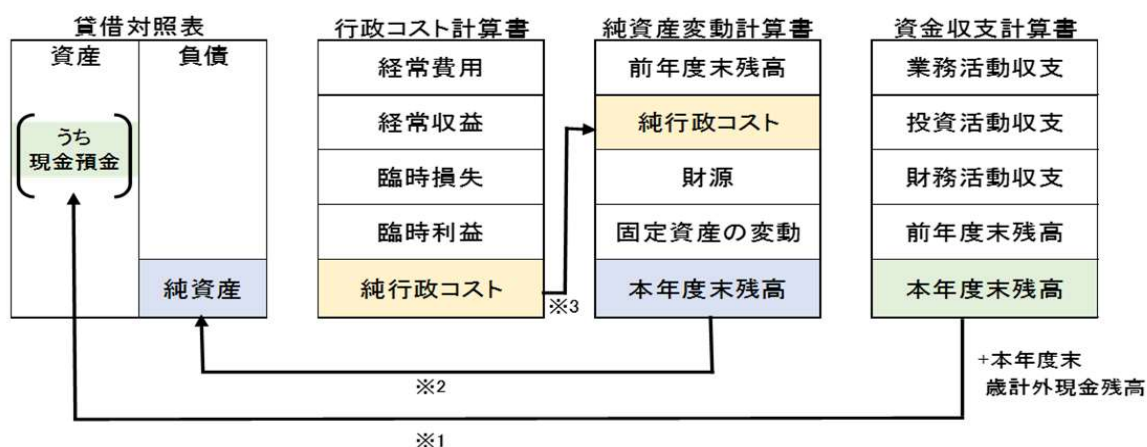 貸借対照表
資産
負債
うち
現金預金
純資産
行政コスト計算書
経常費用
経常収益
臨時損失
臨時利益
純行政コスト
※3
純資産変動計算書
前年度末残高
純行政コスト
財源
固定資産の変動
本年度末残高
資金収支計算書
業務活動収支
投資活動収支
財務活動収支
前年度末残高
本年度末残高
+本年度末
歳計外現金残高
※2
※1